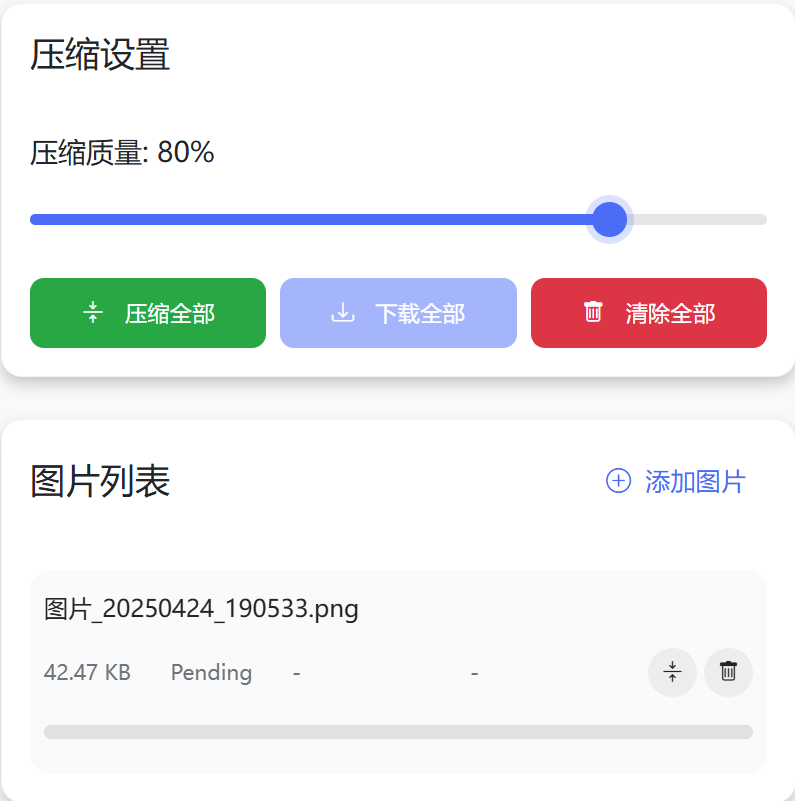 压缩设置
压缩质量: 80%
压缩全部 下载全部 清除全部
图片列表 添加图片
图片_20250424_190533.png
42.47 KB Pending - -